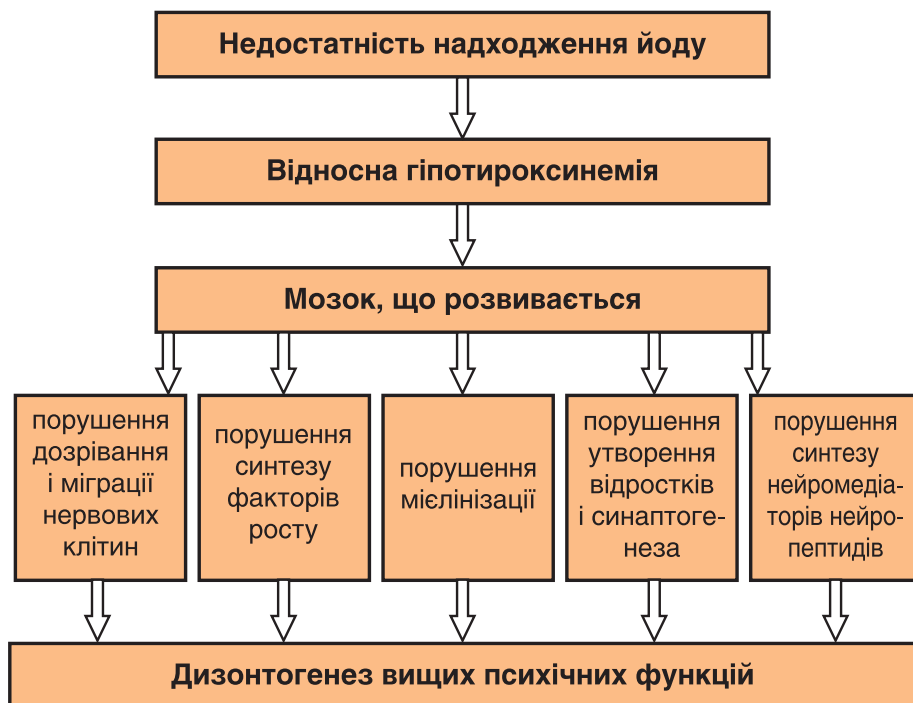 Недостатність надходження йоду
Відносна гіпотироксинемія
Мозок, що розвивається
порушення
дозрівання
і міграції
нервових
клітин
порушення
синтезу
факторів
росту
порушення
мієлінізації
порушення
утворення
відростків
і синаптоге-
неза
порушення
синтезу
нейромедіа-
торів нейро-
пептидів
Дизонтогенез вищих психічних функцій